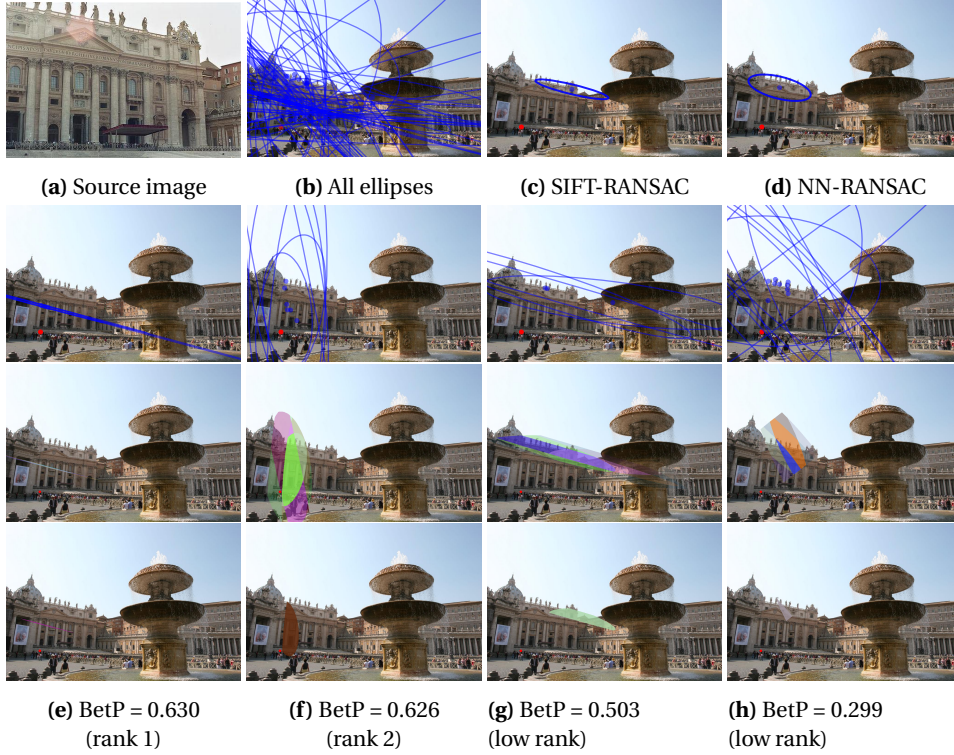 (a) Source image
(b) All ellipses
(c) SIFT-RANSAC
(d) NN-RANSAC
(e) BetP = 0.630
(rank 1)
(f) BetP = 0.626
(rank 2)
(g) BetP = 0.503
(low rank)
(h) BetP = 0.299
(low rank)